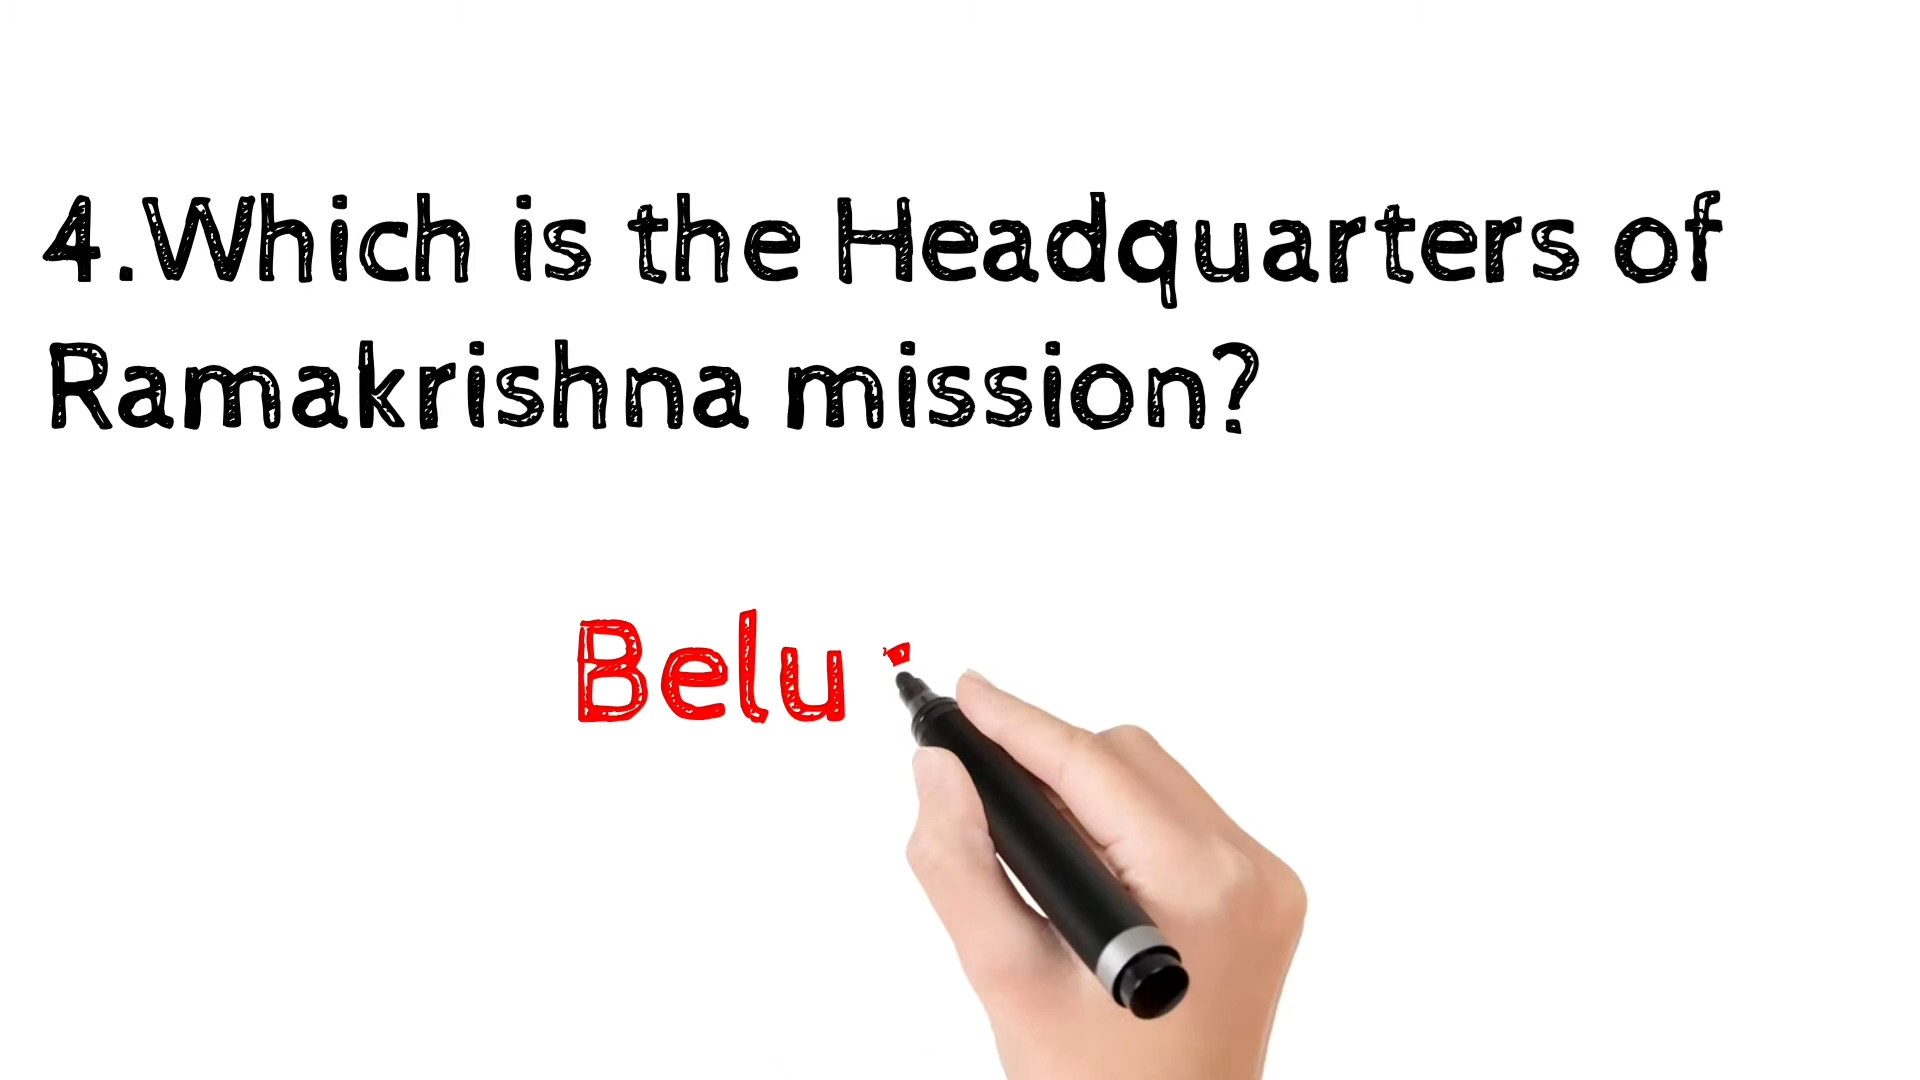 4.Which is the Headquarters of
Ramakrishna mission?
Belu